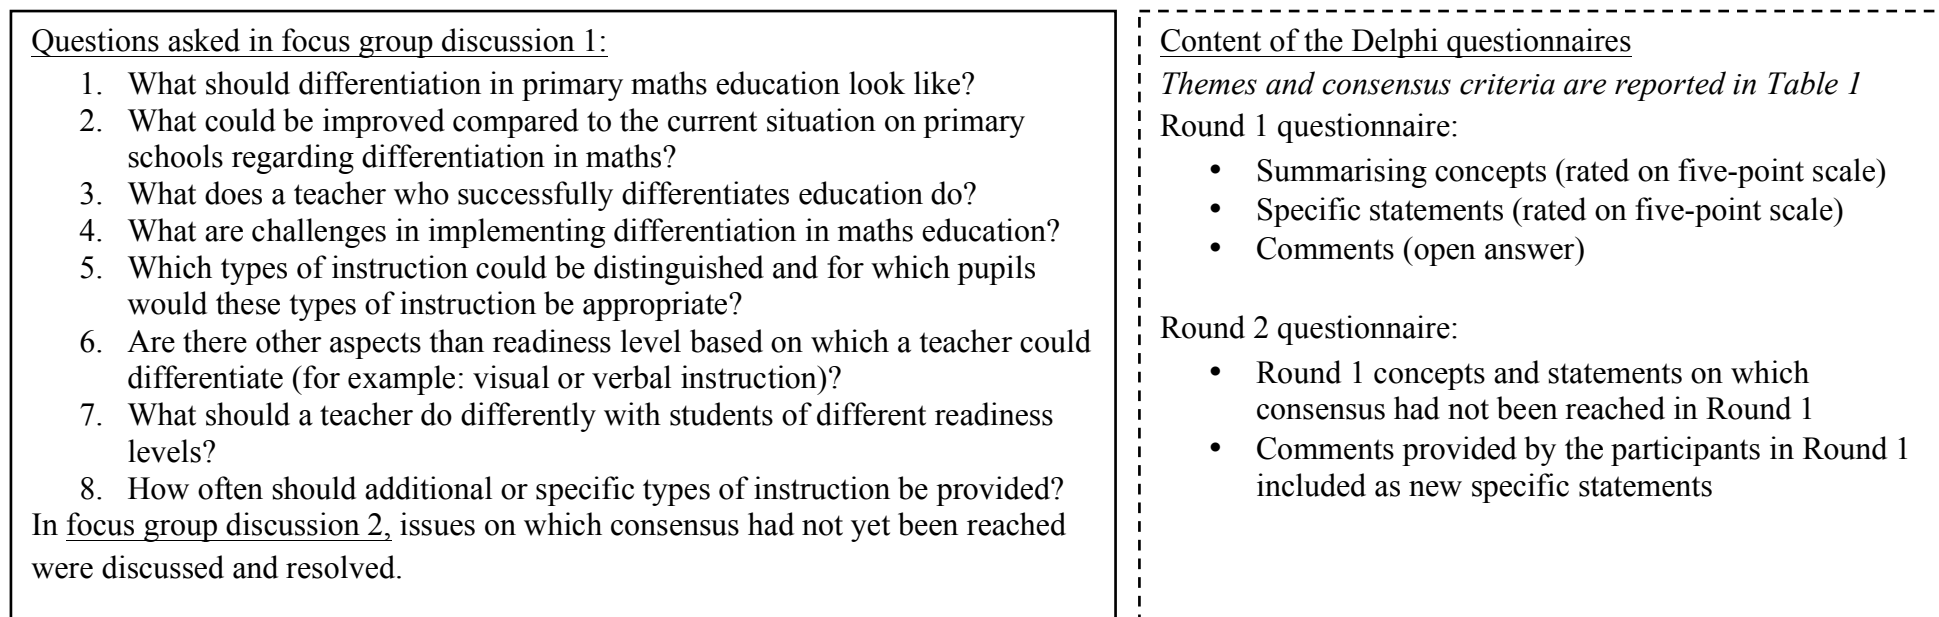 Questions asked in focus group discussion 1:
1. What should differentiation in primary maths education look like?
2. What could be improved compared to the current situation on primary
schools regarding differentiation in maths?
3. What does a teacher who successfully differentiates education do?
4. What are challenges in implementing differentiation in maths education?
5. Which types of instruction could be distinguished and for which pupils
would these types of instruction be appropriate?
6. Are there other aspects than readiness level based on which a teacher could
differentiate (for example: visual or verbal instruction)?
7. What should a teacher do differently with students of different readiness
levels?
8. How often should additional or specific types of instruction be provided?
In focus group discussion 2, issues on which consensus had not yet been reached
were discussed and resolved.
Content of the Delphi questionnaires
Themes and consensus criteria are reported in Table 1
Round 1 questionnaire:
• Summarising concepts (rated on five-point scale)
• Specific statements (rated on five-point scale)
• Comments (open answer)
Round 2 questionnaire:
• Round 1 concepts and statements on which
consensus had not been reached in Round 1
• Comments provided by the participants in Round 1
included as new specific statements